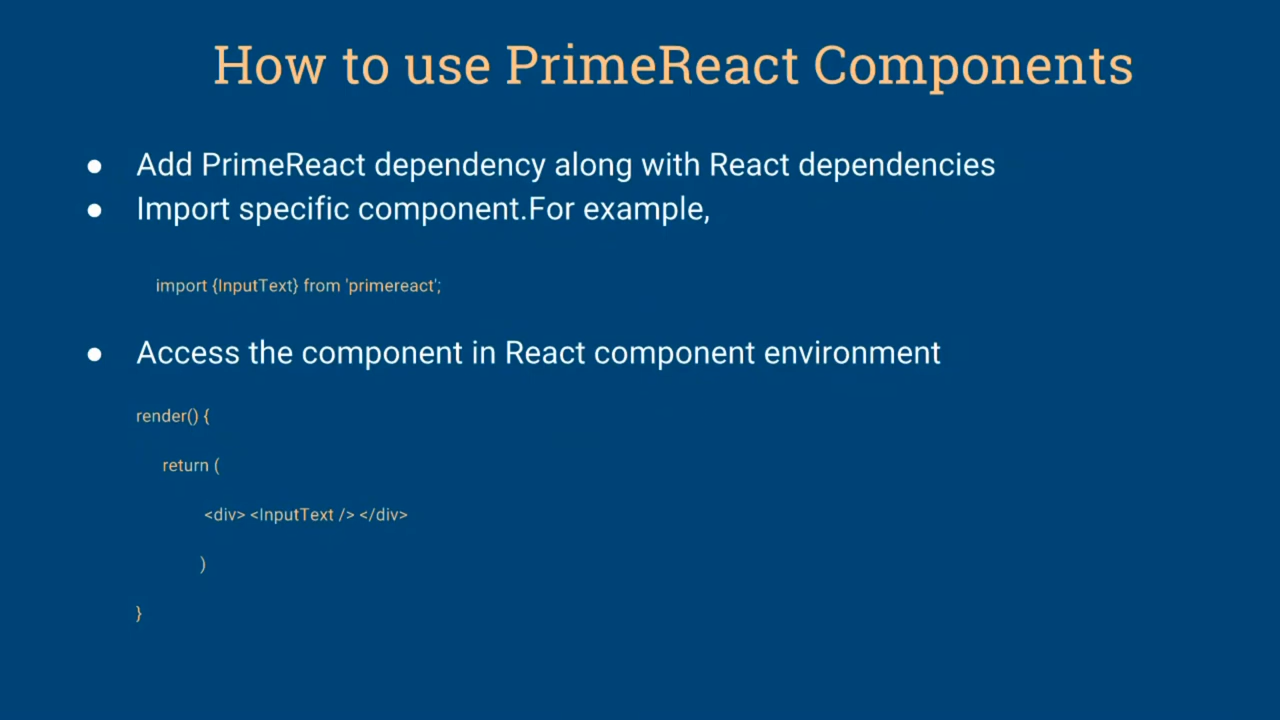 How to use PrimeReact Components
● Add PrimeReact dependency along with React dependencies
● Import specific component.For example,
import {InputText} from 'primereact';
● Access the component in React component environment
render() {
return (
<div> <InputText /> </div>
)
}